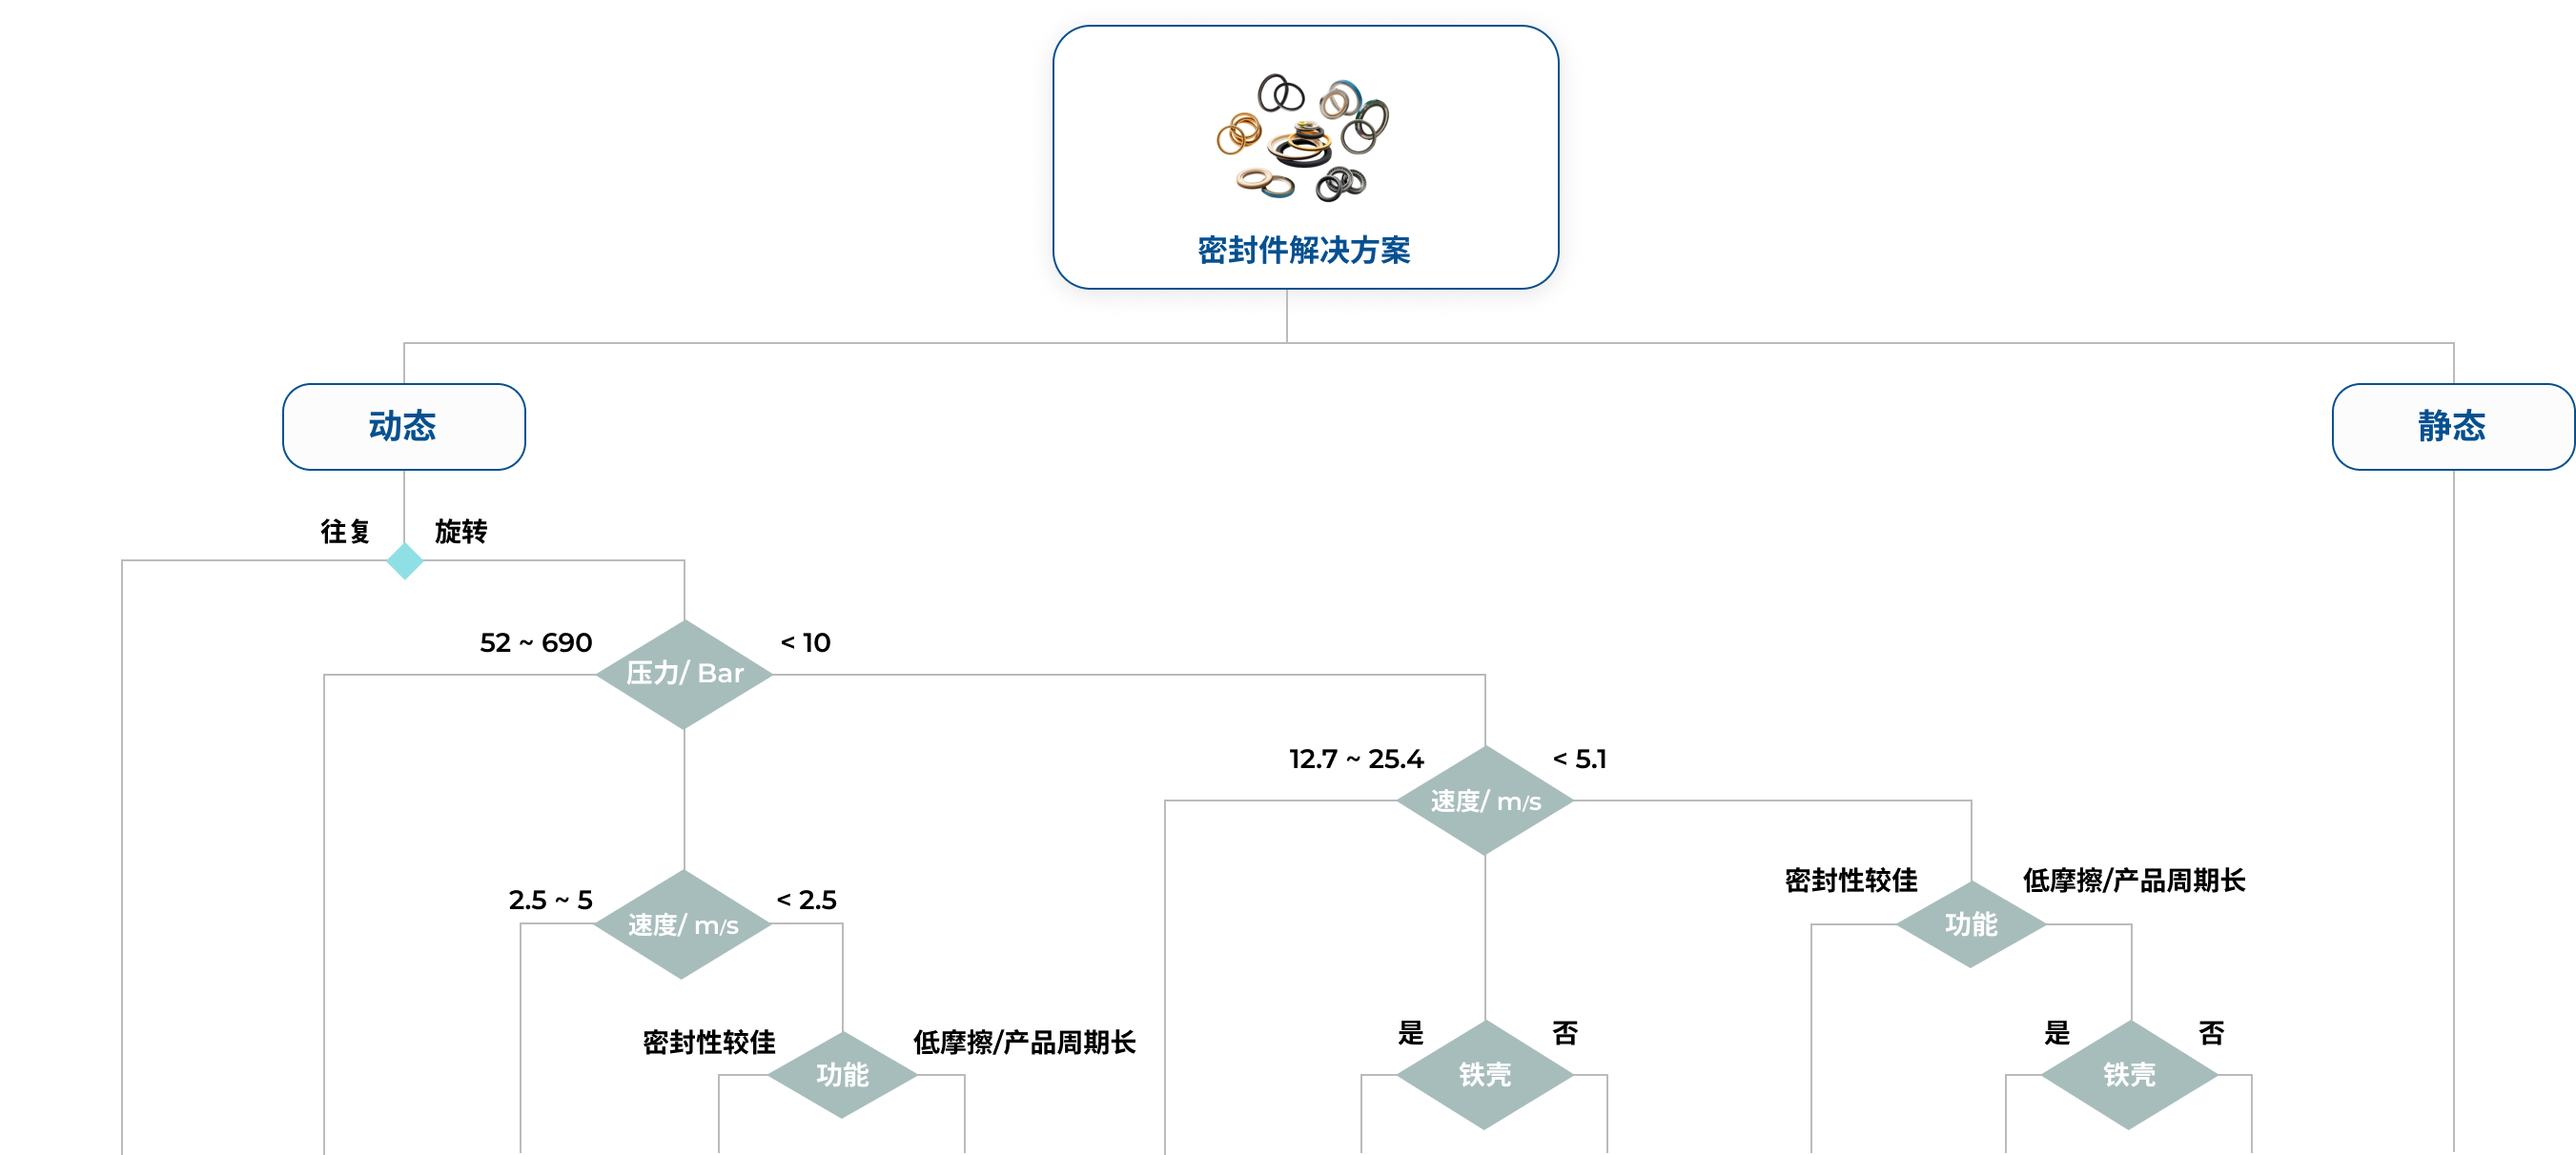 密封件解决方案
动态
静态
往复
旋转
52 ~ 690
< 10
压力/ Bar
12.7 ~ 25.4
< 5.1
速度/ m/s
密封性较佳
低摩擦/产品周期长
2.5 ~ 5
< 2.5
速度/ m/s
功能
是
否
是
否
密封性较佳
低摩擦/产品周期长
功能
铁壳
铁壳